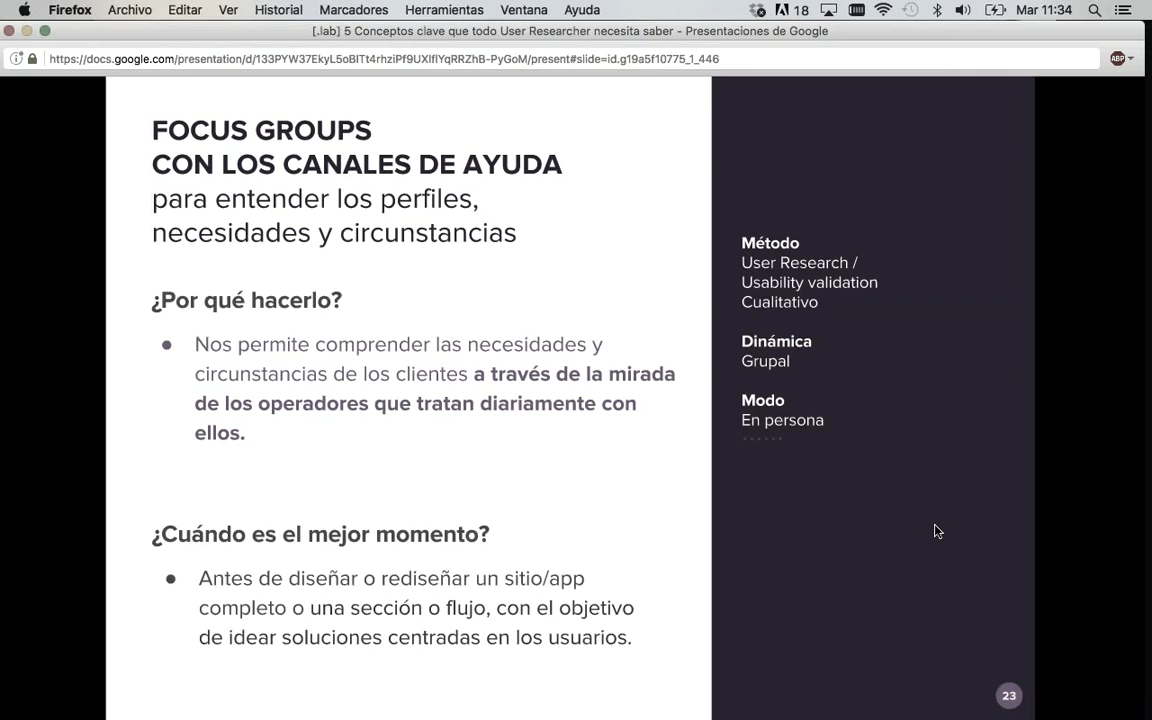 Firefox Archivo Editar Ver Historial Marcadores Herramientas Ventana Ayuda 18 Mar 11:34
[.lab] 5 Conceptos clave que todo User Researcher necesita saber - Presentaciones de Google
https://docs.google.com/presentation/d/133PYW37EkyL5oBITt4rhziPf9UXlflYqRRZhB-PyGoM/present#slide=id.g19a5f10775_1_446
ABP
FOCUS GROUPS
CON LOS CANALES DE AYUDA
para entender los perfiles,
necesidades y circunstancias
¿Por qué hacerlo?
● Nos permite comprender las necesidades y
circunstancias de los clientes a través de la mirada
de los operadores que tratan diariamente con
ellos.
¿Cuándo es el mejor momento?
● Antes de diseñar o rediseñar un sitio/app
completo o una sección o flujo, con el objetivo
de idear soluciones centradas en los usuarios.
Método
User Research /
Usability validation
Cualitativo
Dinámica
Grupal
Modo
En persona
23